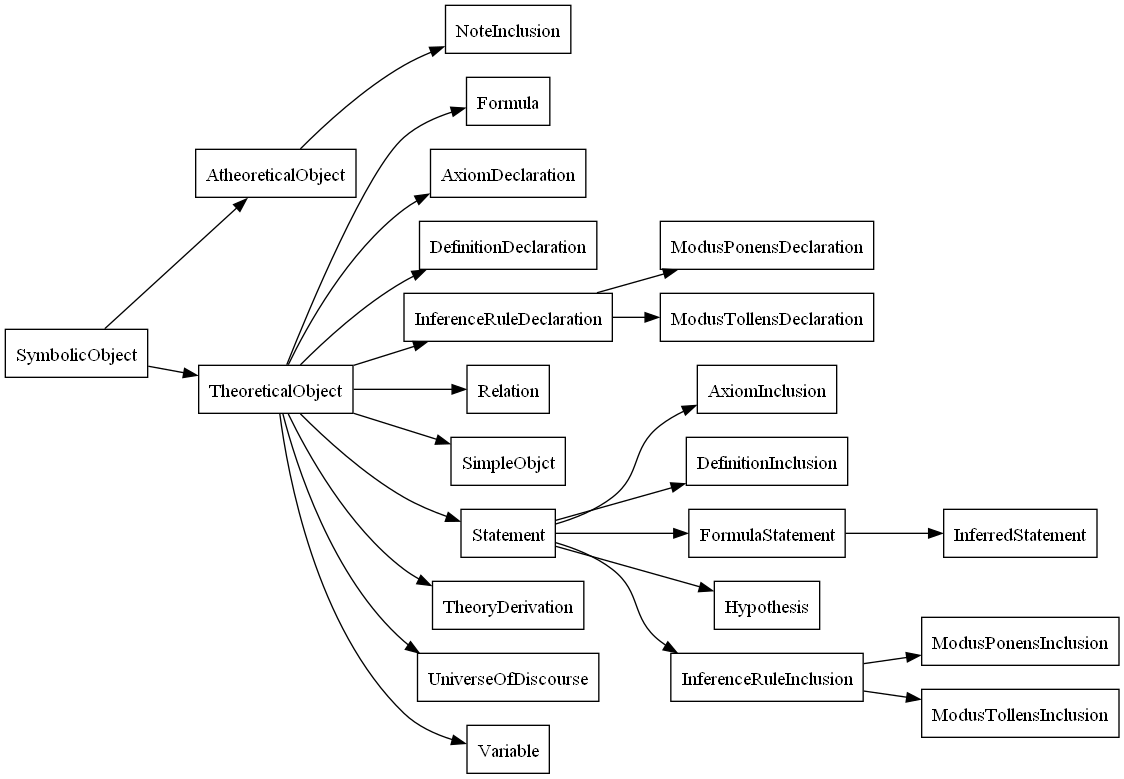 NoteInclusion
Formula
AtheoreticalObject
AxiomDeclaration
DefinitionDeclaration
ModusPonensDeclaration
InferenceRuleDeclaration
ModusTollensDeclaration
SymbolicObject
TheoreticalObject
Relation
AxiomInclusion
SimpleObjct
DefinitionInclusion
Statement
FormulaStatement
InferredStatement
TheoryDerivation
Hypothesis
ModusPonensInclusion
UniverseOfDiscourse
InferenceRuleInclusion
ModusTollensInclusion
Variable